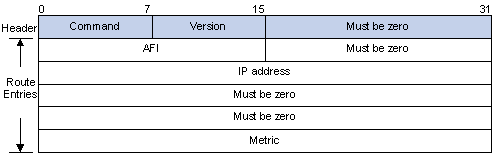 0 7 15 31
Header Command Version Must be zero
AFI Must be zero
IP address
Route Entries Must be zero
Must be zero
Metric